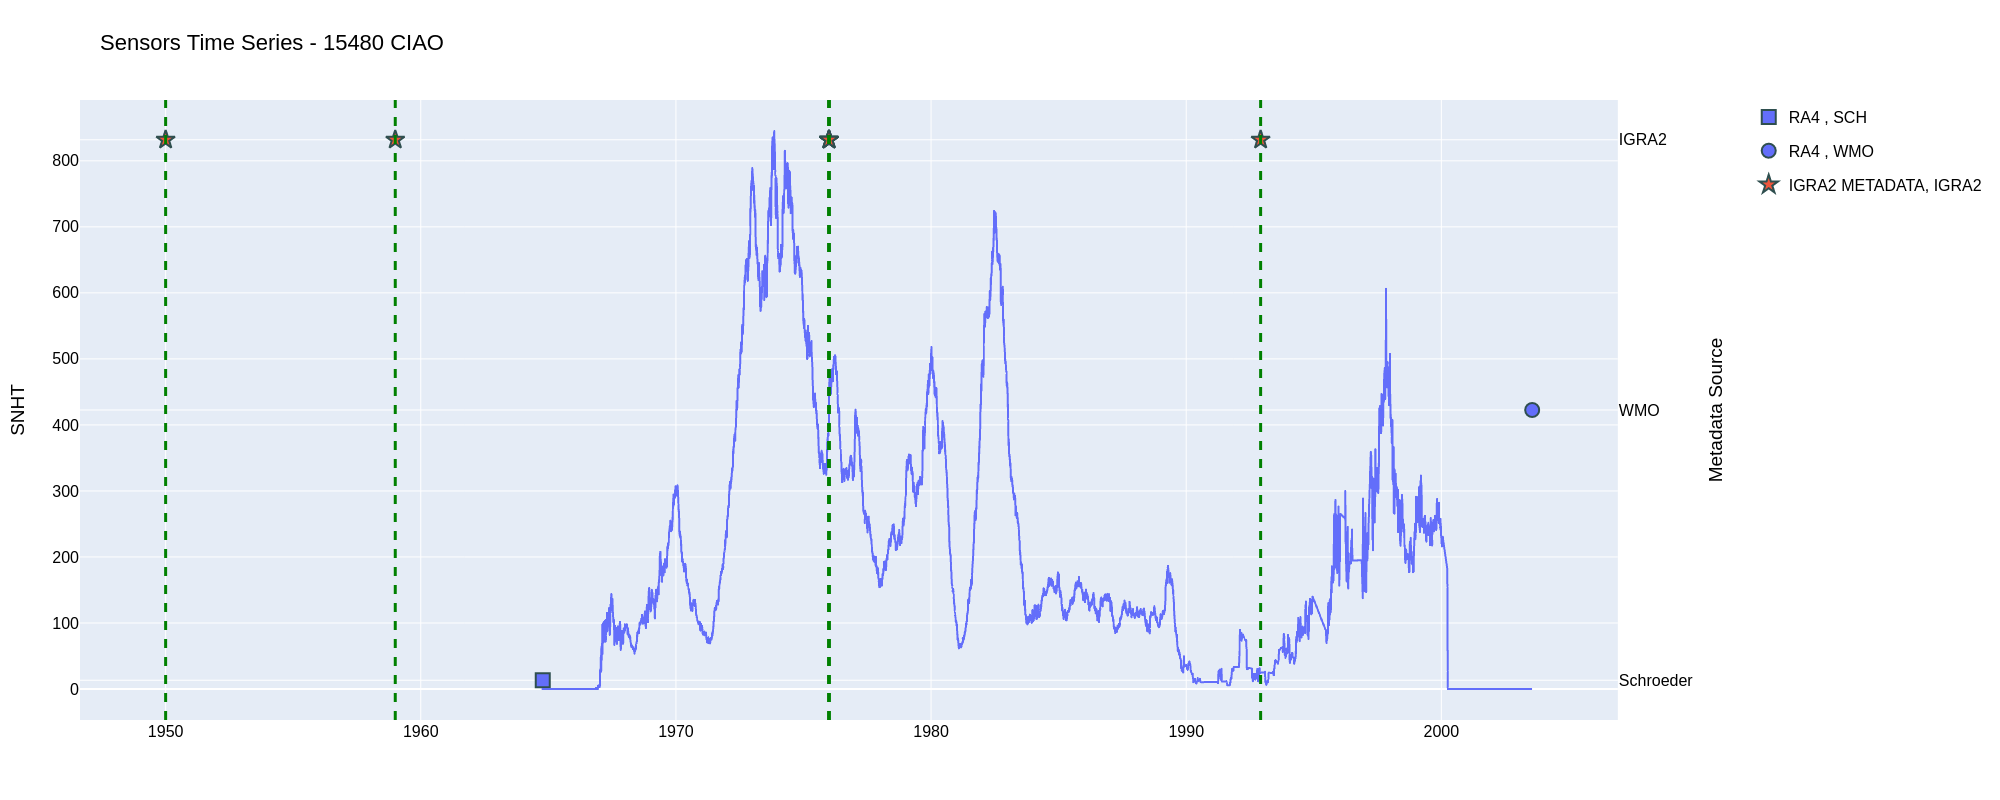 Sensors Time Series - 15480 CIAO
RA4 , SCH
RA4 , WMO
IGRA2 METADATA, IGRA2
IGRA2
WMO
Schroeder
Metadata Source
SNHT
800
700
600
500
400
300
200
100
0
1950
1960
1970
1980
1990
2000